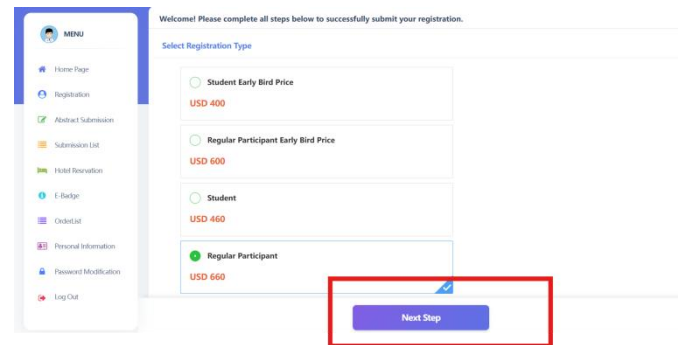 Welcome! Please complete all steps below to successfully submit your registration.
MENU
Select Registration Type
Home Page
Registration
Abstract Submission
Submission List
Hotel Reservation
E-Badge
OrderList
Personal Information
Password Modification
Log Out
Student Early Bird Price
USD 400
Regular Participant Early Bird Price
USD 600
Student
USD 460
Regular Participant
USD 660
Next Step